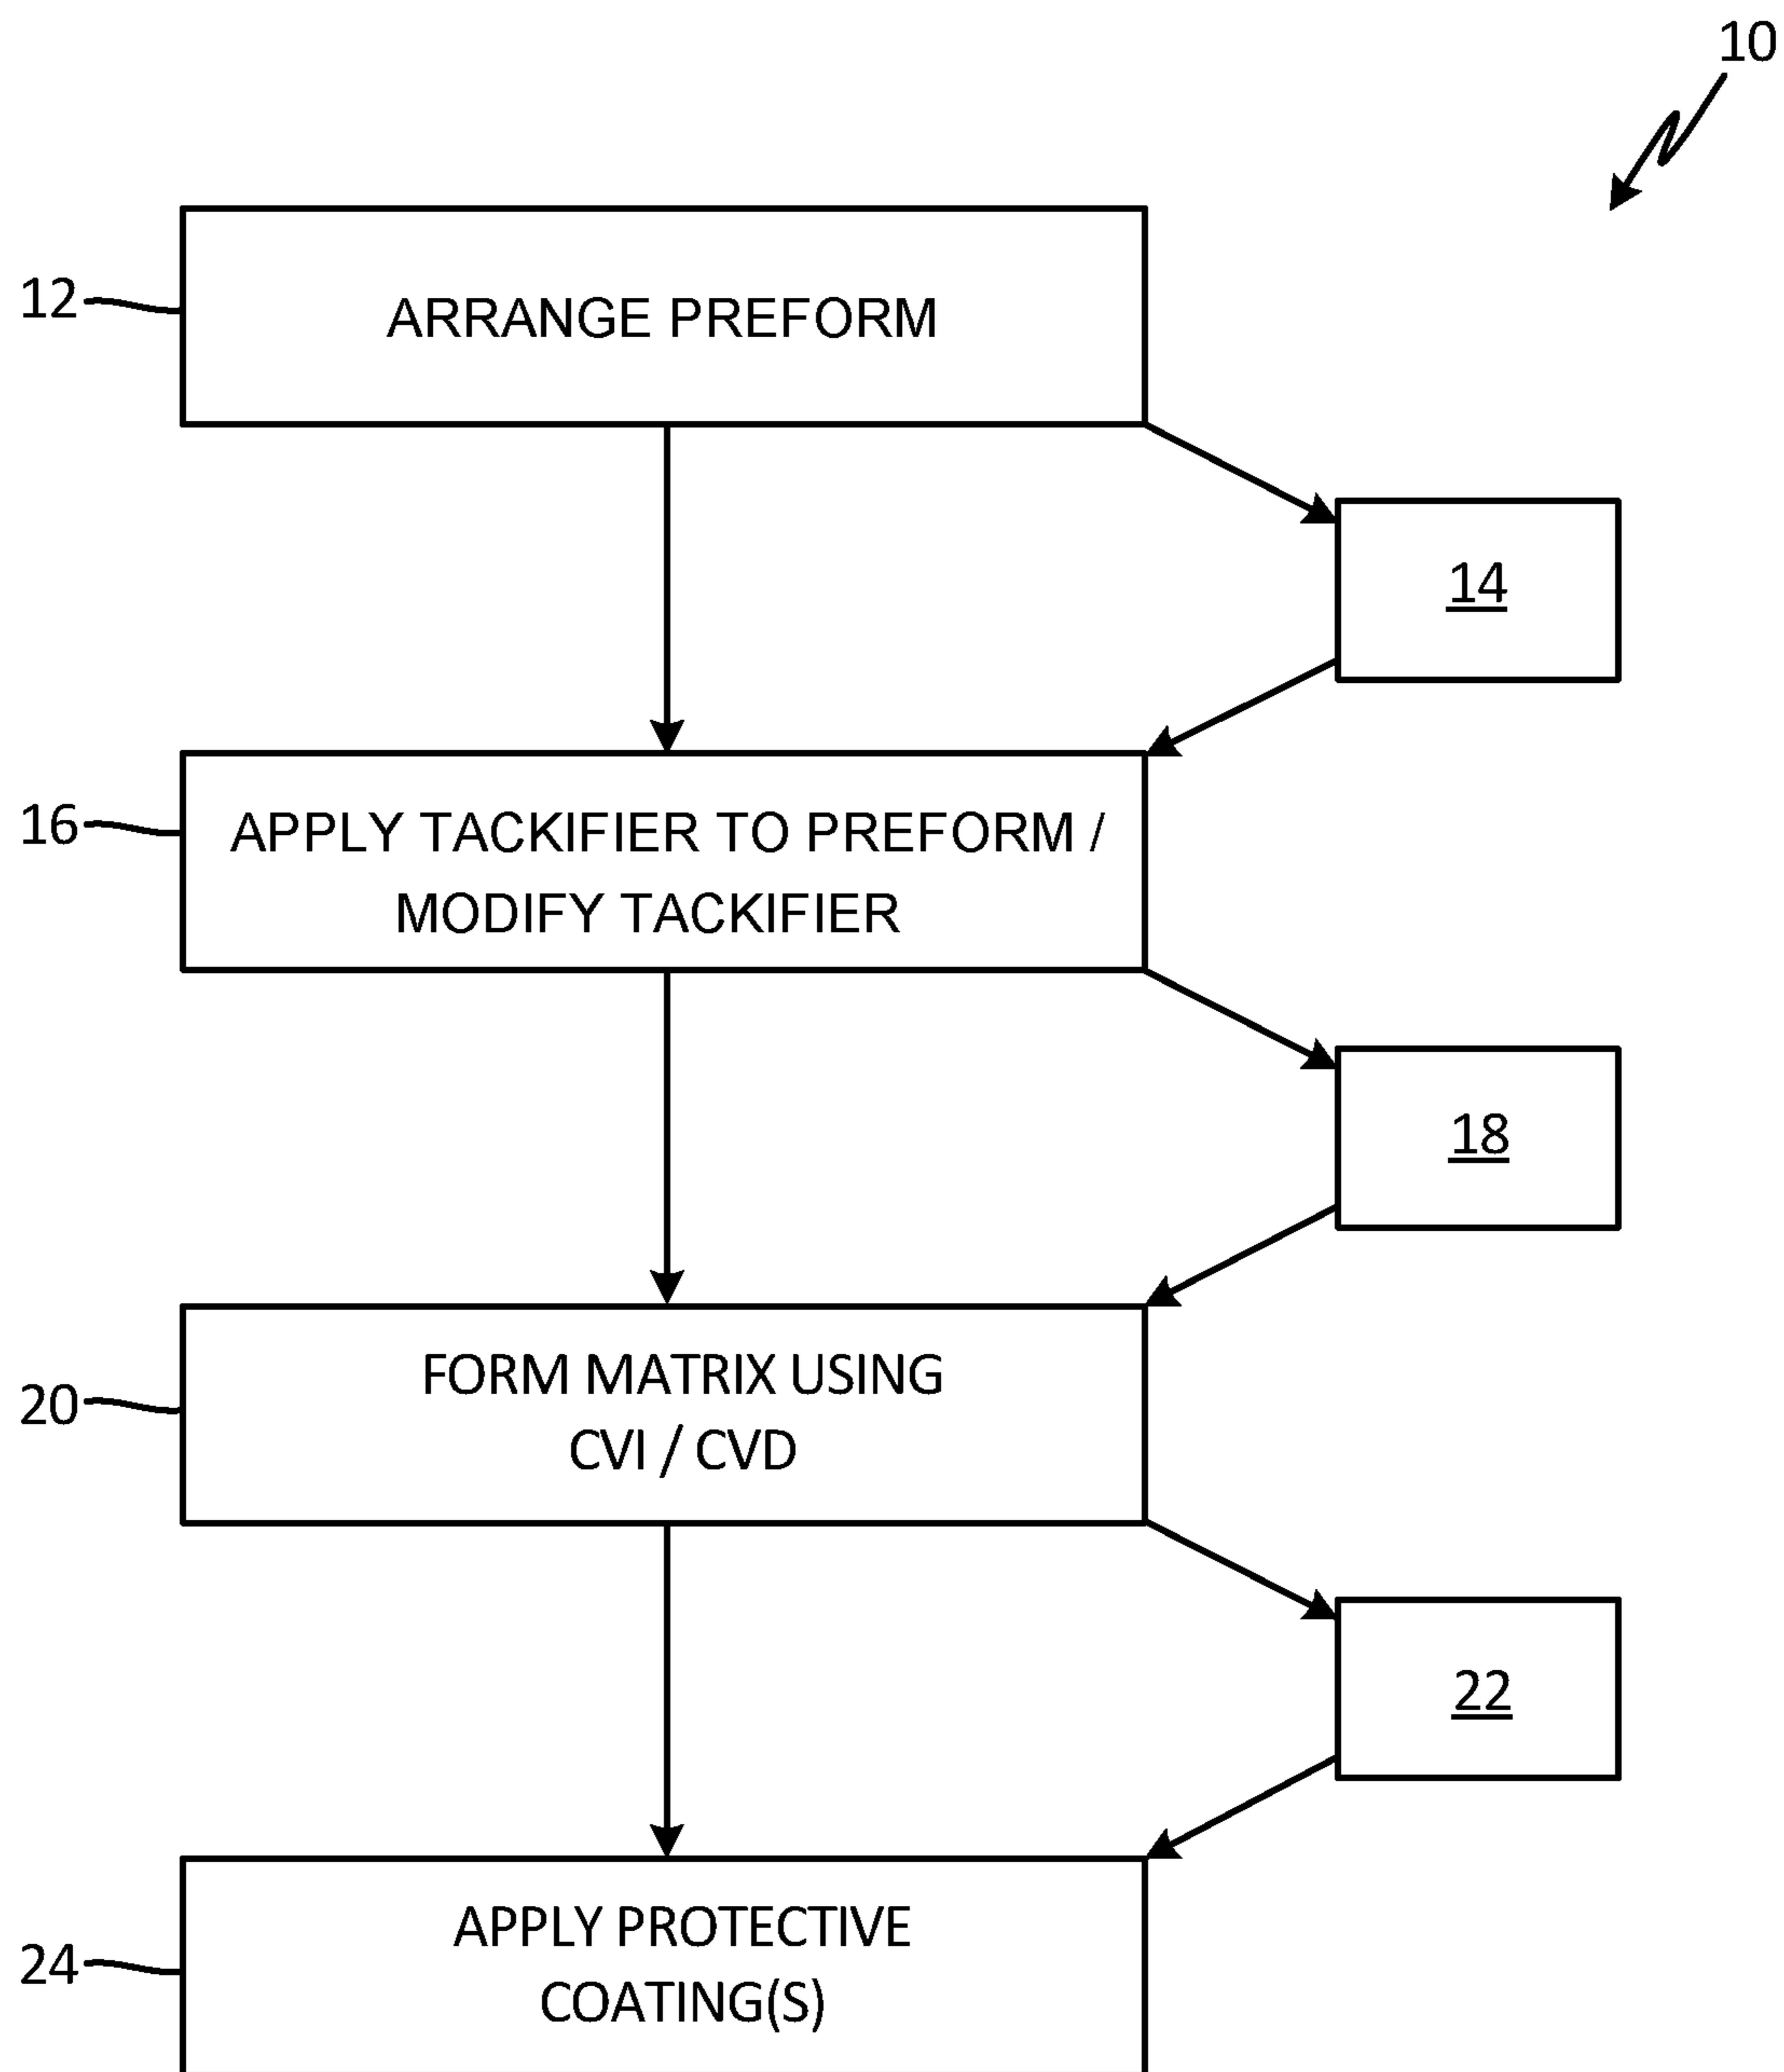 10
12
ARRANGE PREFORM
14
16
APPLY TACKIFIER TO PREFORM /
MODIFY TACKIFIER
18
20
FORM MATRIX USING
CVI / CVD
22
24
APPLY PROTECTIVE
COATING(S)